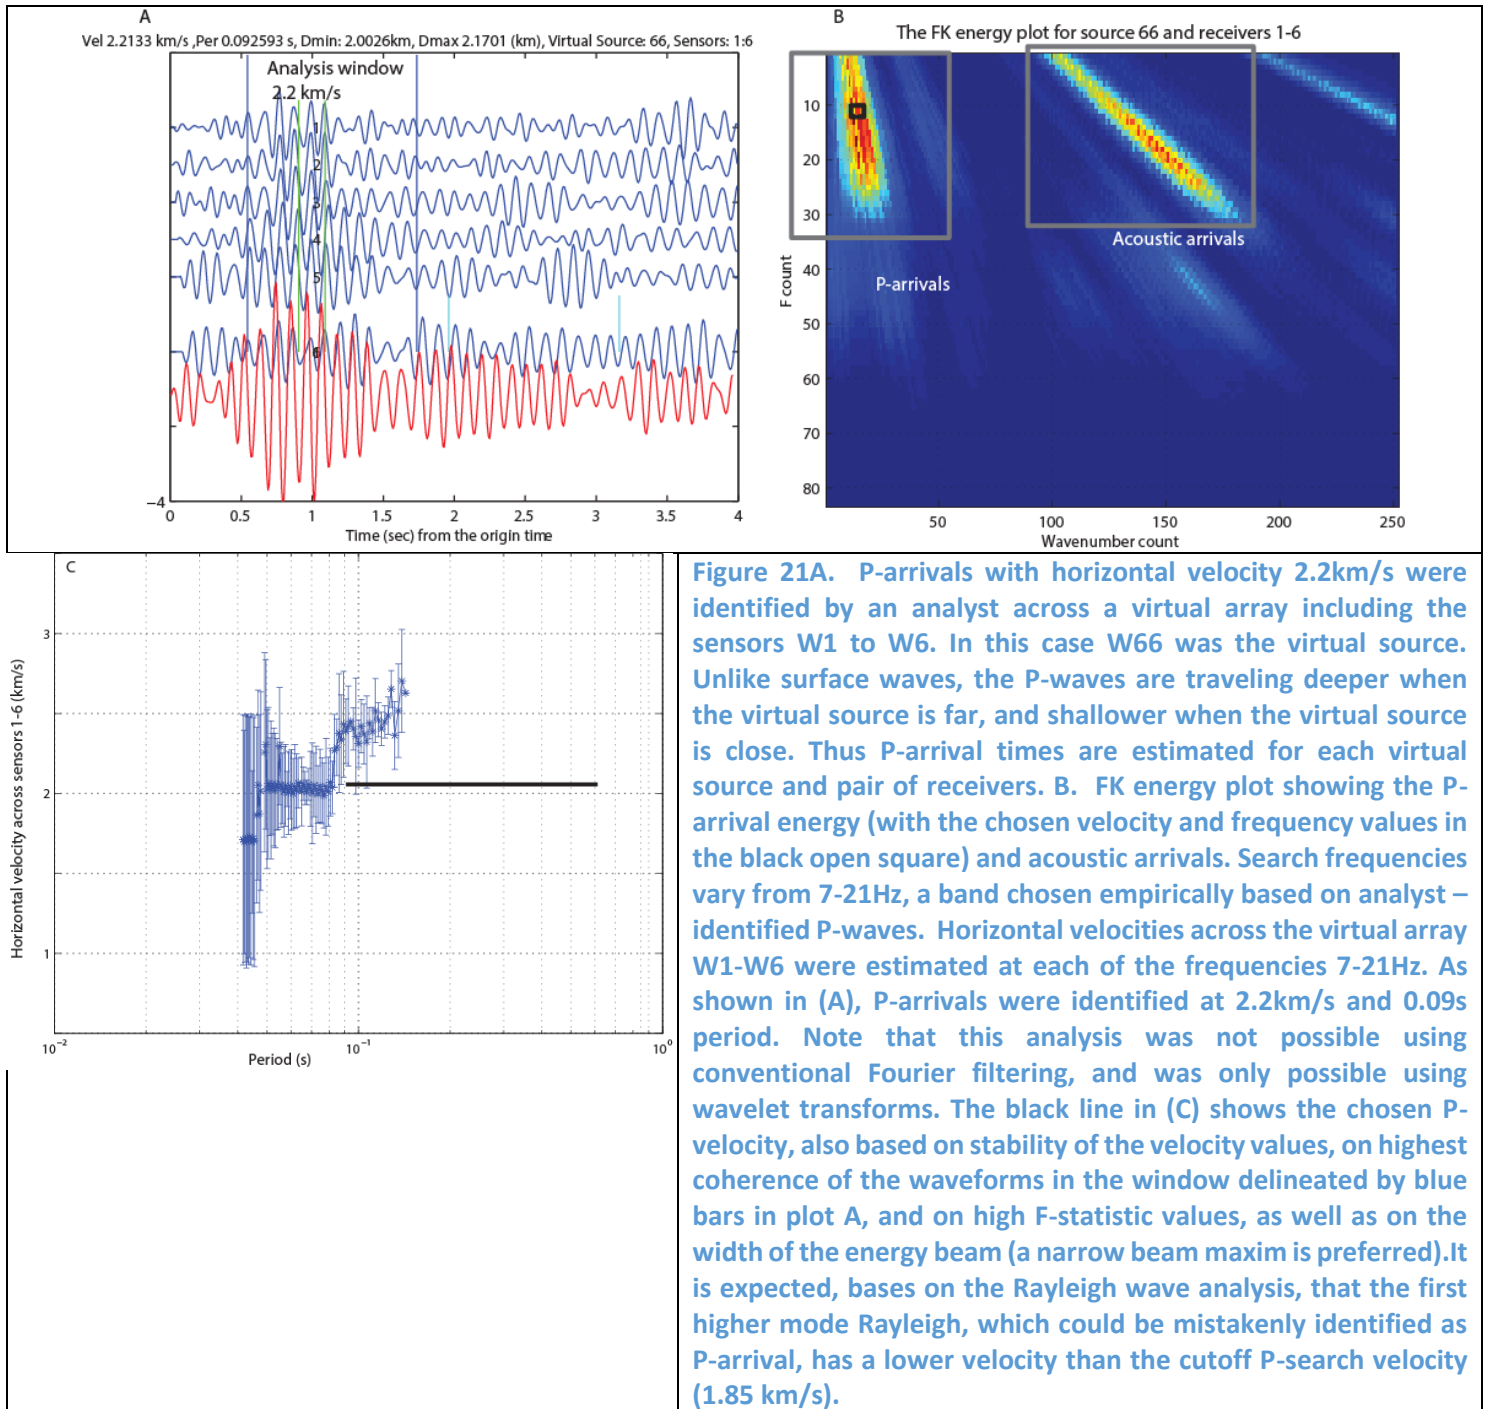 A
Vel 2.2133 km/s ,Per 0.092593 s, Dmin: 2.0026km, Dmax 2.1701 (km), Virtual Source: 66, Sensors: 1:6
Analysis window
2.2 km/s
1
2
3
4
5
6
−4
0 0.5 1 1.5 2 2.5 3 3.5 4
Time (sec) from the origin time
B
The FK energy plot for source 66 and receivers 1-6
10
20
30
40
50
60
70
80
F count
P-arrivals
Acoustic arrivals
50 100 150 200 250
Wavenumber count
C
Horizontal velocity across sensors 1-6 (km/s)
3
2
1
10⁻² 10⁻¹ 10⁰
Period (s)
Figure 21A. P-arrivals with horizontal velocity 2.2km/s were
identified by an analyst across a virtual array including the
sensors W1 to W6. In this case W66 was the virtual source.
Unlike surface waves, the P-waves are traveling deeper when
the virtual source is far, and shallower when the virtual source
is close. Thus P-arrival times are estimated for each virtual
source and pair of receivers. B. FK energy plot showing the P-
arrival energy (with the chosen velocity and frequency values in
the black open square) and acoustic arrivals. Search frequencies
vary from 7-21Hz, a band chosen empirically based on analyst –
identified P-waves. Horizontal velocities across the virtual array
W1-W6 were estimated at each of the frequencies 7-21Hz. As
shown in (A), P-arrivals were identified at 2.2km/s and 0.09s
period. Note that this analysis was not possible using
conventional Fourier filtering, and was only possible using
wavelet transforms. The black line in (C) shows the chosen P-
velocity, also based on stability of the velocity values, on highest
coherence of the waveforms in the window delineated by blue
bars in plot A, and on high F-statistic values, as well as on the
width of the energy beam (a narrow beam maxim is preferred).It
is expected, bases on the Rayleigh wave analysis, that the first
higher mode Rayleigh, which could be mistakenly identified as
P-arrival, has a lower velocity than the cutoff P-search velocity
(1.85 km/s).